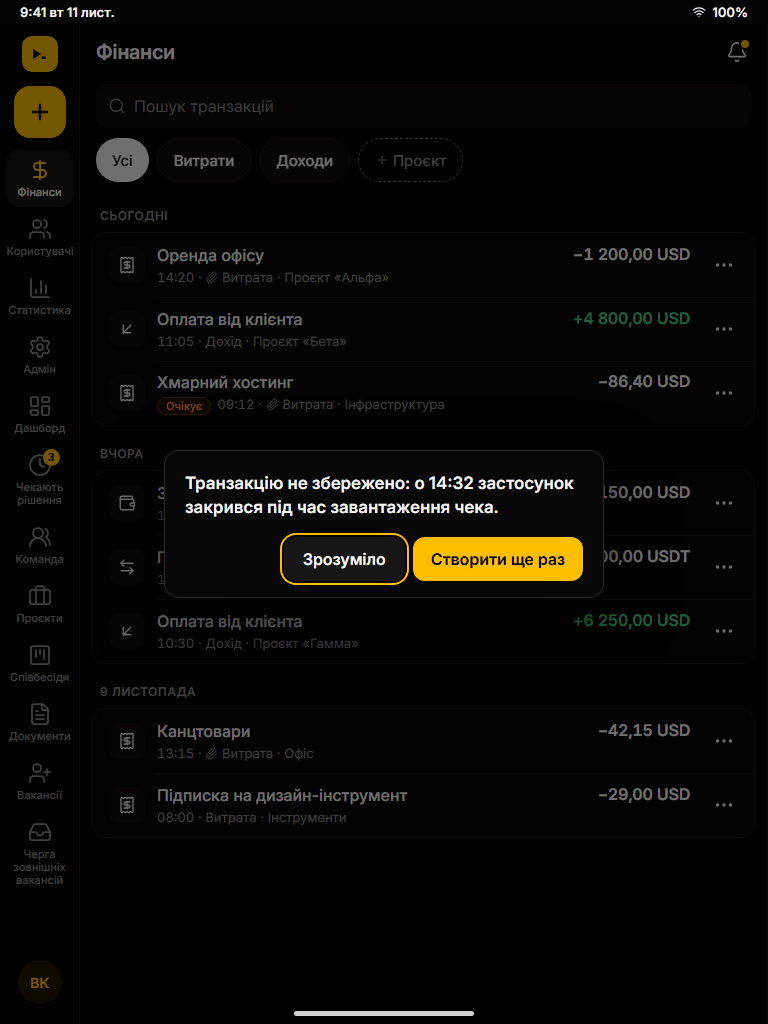 9:41 вт 11 лист.
100%
Фінанси
Пошук транзакцій
Усі
Витрати
Доходи
+ Проєкт
Фінанси
Користувачі
Статистика
Адмін
Дашборд
3
Чекають
рішення
Команда
Проєкти
Співбесіди
Документи
Вакансії
Черга
зовнішніх
вакансій
ВК
СЬОГОДНІ
Оренда офісу
−1 200,00 USD
14:20 · Витрата · Проєкт «Альфа»
Оплата від клієнта
+4 800,00 USD
11:05 · Дохід · Проєкт «Бета»
Хмарний хостинг
−86,40 USD
Очікує 09:12 · Витрата · Інфраструктура
ВЧОРА
150,00 USD
00,00 USDT
Транзакцію не збережено: о 14:32 застосунок
закрився під час завантаження чека.
Зрозуміло
Створити ще раз
Оплата від клієнта
+6 250,00 USD
10:30 · Дохід · Проєкт «Гамма»
9 ЛИСТОПАДА
Канцтовари
−42,15 USD
13:15 · Витрата · Офіс
Підписка на дизайн-інструмент
−29,00 USD
08:00 · Витрата · Інструменти